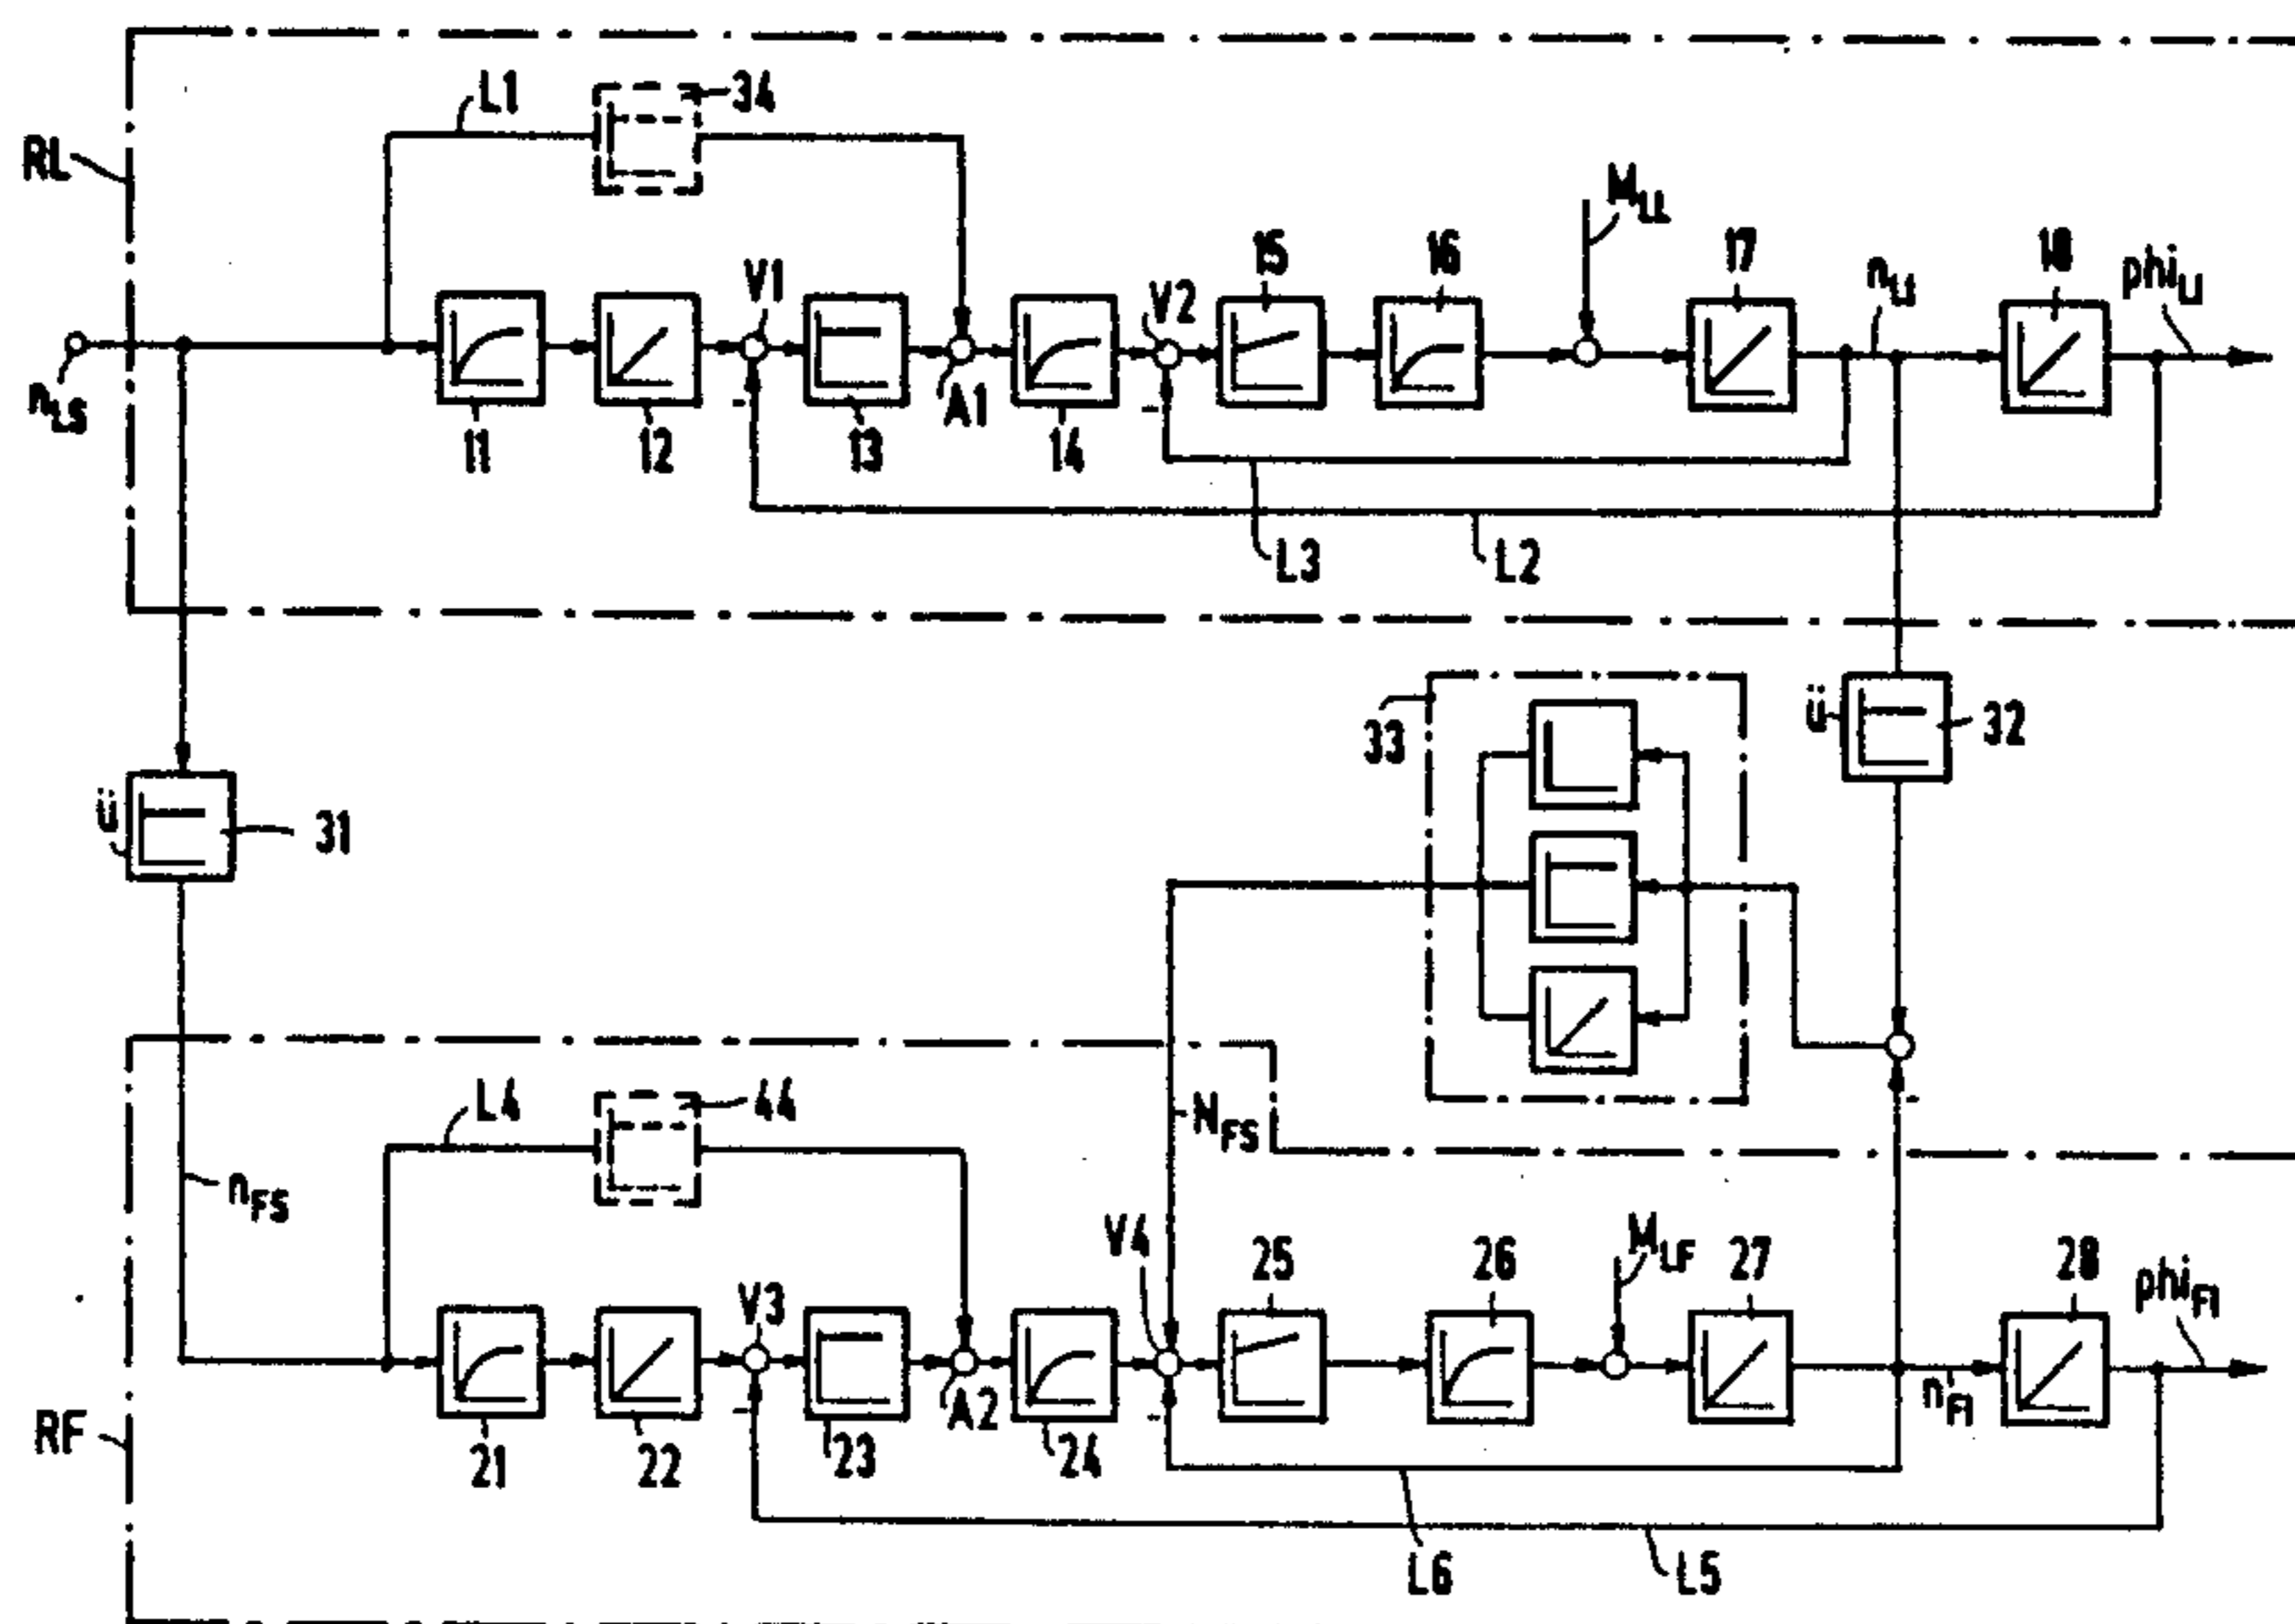 L1
34
RL
M_LL
V1
V2
15
16
17
n_LI
18
phi_LI
n_LS
A1
11
12
13
14
-
-
L3
L2
33
ü
32
ü
31
L4
44
N_FS
-
n_FS
V4
M_LF
V3
25
26
27
28
phi_FI
A2
n_FI
-
-
RF
21
22
23
24
L6
L5